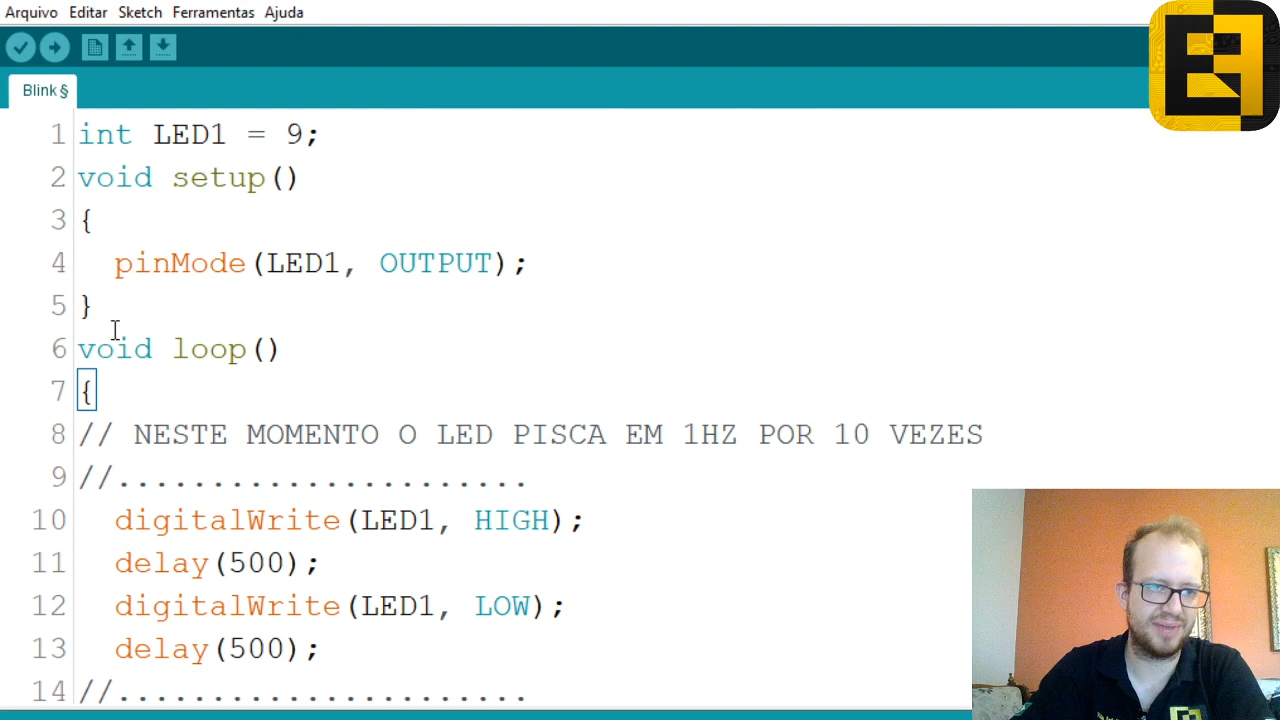 Arquivo Editar Sketch Ferramentas Ajuda
Blink §
1 int LED1 = 9;
2 void setup()
3 {
4 pinMode(LED1, OUTPUT);
5 }
6 void loop()
7 {
8 // NESTE MOMENTO O LED PISCA EM 1HZ POR 10 VEZES
9 //......................
10 digitalWrite(LED1, HIGH);
11 delay(500);
12 digitalWrite(LED1, LOW);
13 delay(500);
14 //......................